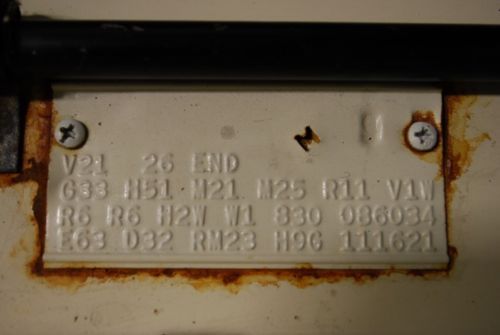 V21 26 END
G33 H51 M21 M25 R11 V1W
R6 R6 H2W W1 830 086034
E63 D32 RM23 H9G 111621